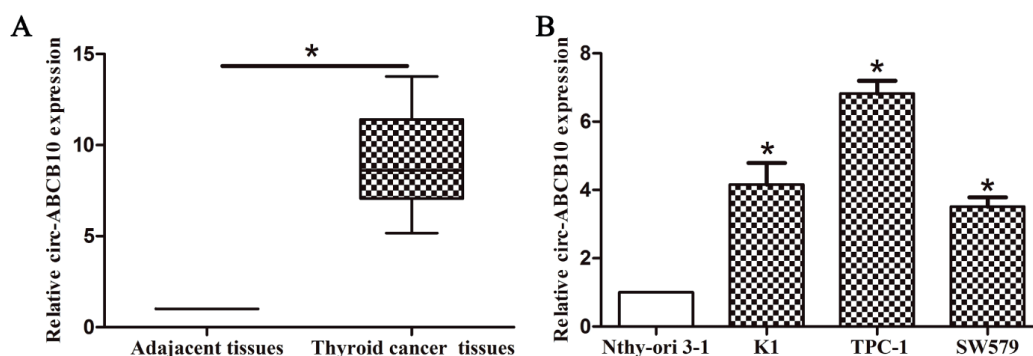 A
Relative circ-ABCB10 expression
15
10
5
0
*
Adajacent tissues
Thyroid cancer tissues
B
Relative circ-ABCB10 expression
8
6
4
2
0
*
*
*
Nthy-ori 3-1
K1
TPC-1
SW579